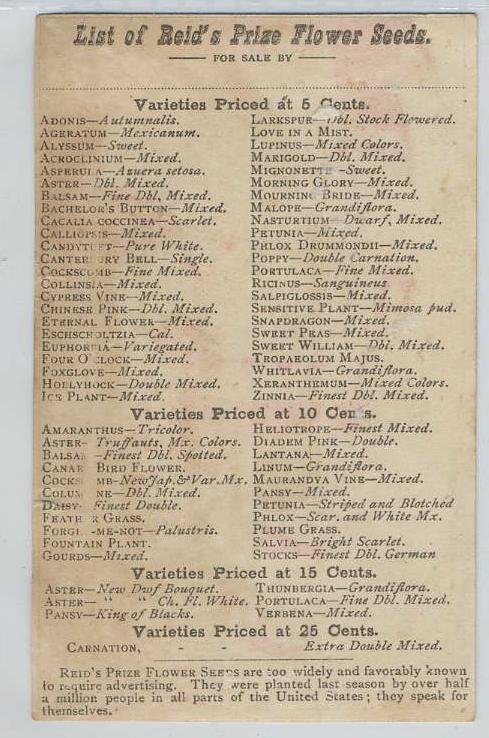 List of Reid's Prize Flower Seeds.
FOR SALE BY
Varieties Priced at 5 Cents.
ADONIS—Autumnalis.
AGERATUM—Mexicanum.
ALYSSUM—Sweet.
ACROCLINIUM—Mixed.
ASPERULA—Azuera setosa.
ASTER—Dbl. Mixed.
BALSAM—Fine Dbl, Mixed.
BACHELOR'S BUTTON—Mixed.
CACALIA COCCINEA—Scarlet.
CALLIOPSIS—Mixed.
CANDYTUFT—Pure White.
CANTERBURY BELL—Single.
COCKSCOMB—Fine Mixed.
COLLINSIA—Mixed.
CYPRESS VINE—Mixed.
CHINESE PINK—Dbl. Mixed.
ETERNAL FLOWER—Mixed.
ESCHSCHOLTZIA—Cal.
EUPHORBIA—Variegated.
FOUR O'CLOCK—Mixed.
FOXGLOVE—Mixed.
HOLLYHOCK—Double Mixed.
ICE PLANT—Mixed.
LARKSPUR—Dbl. Stock Flowered.
LOVE IN A MIST.
LUPINUS—Mixed Colors.
MARIGOLD—Dbl. Mixed.
MIGNONETTE—Sweet.
MORNING GLORY—Mixed.
MOURNING BRIDE—Mixed.
MALOPE—Grandiflora.
NASTURTIUM—Dwarf, Mixed.
PETUNIA—Mixed.
PHLOX DRUMMONDII—Mixed.
POPPY—Double Carnation.
PORTULACA—Fine Mixed.
RICINUS—Sanguineus
SALPIGLOSSIS—Mixed.
SENSITIVE PLANT—Mimosa pud.
SNAPDRAGON—Mixed.
SWEET PEAS—Mixed.
SWEET WILLIAM—Dbl. Mixed.
TROPAEOLUM MAJUS.
WHITLAVIA—Grandiflora.
XERANTHEMUM—Mixed Colors.
ZINNIA—Finest Dbl. Mixed.
Varieties Priced at 10 Cents.
AMARANTHUS—Tricolor.
ASTER—Truffauts, Mx. Colors.
BALSAM—Finest Dbl. Spotted.
CANARY BIRD FLOWER.
COCKSCOMB—New Jap. & Var. Mx.
COLUMBINE—Dbl. Mixed.
DAISY—Finest Double.
FEATHER GRASS.
FORGET-ME-NOT—Palustris.
FOUNTAIN PLANT.
GOURDS—Mixed.
HELIOTROPE—Finest Mixed.
DIADEM PINK—Double.
LANTANA—Mixed.
LINUM—Grandiflora.
MAURANDYA VINE—Mixed.
PANSY—Mixed.
PETUNIA—Striped and Blotched
PHLOX—Scar. and White Mx.
PLUME GRASS.
SALVIA—Bright Scarlet.
STOCKS—Finest Dbl. German
Varieties Priced at 15 Cents.
ASTER—New Dwf Bouquet.
ASTER— " " Ch. Fl. White.
PANSY—King of Blacks.
THUNBERGIA—Grandiflora.
PORTULACA—Fine Dbl. Mixed.
VERBENA—Mixed.
Varieties Priced at 25 Cents.
CARNATION, - - Extra Double Mixed.
REID'S PRIZE FLOWER SEEDS are too widely and favorably known
to require advertising. They were planted last season by over half
a million people in all parts of the United States; they speak for
themselves.